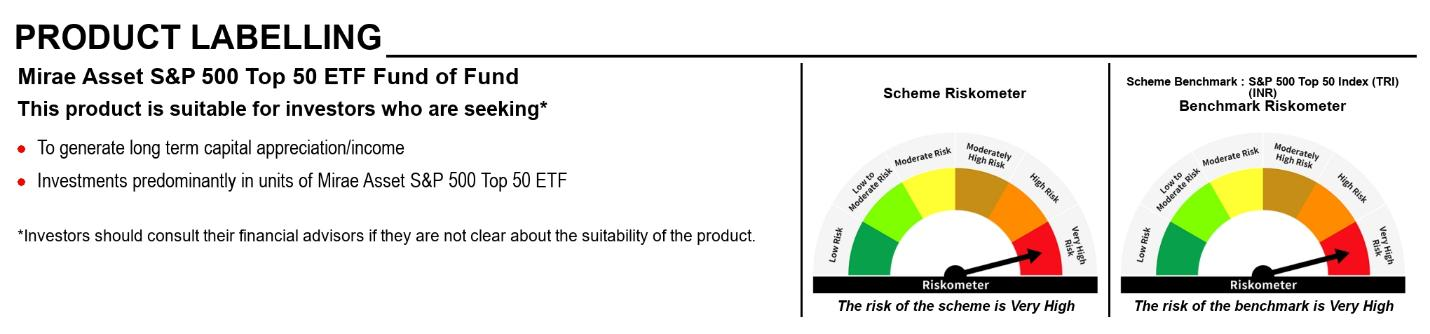 PRODUCT LABELLING
Mirae Asset S&P 500 Top 50 ETF Fund of Fund
This product is suitable for investors who are seeking*
To generate long term capital appreciation/income
Investments predominantly in units of Mirae Asset S&P 500 Top 50 ETF
*Investors should consult their financial advisors if they are not clear about the suitability of the product.
Scheme Riskometer
Low Risk
Low to
Moderate Risk
Moderate Risk
Moderately
High Risk
High Risk
Very High
Risk
Riskometer
The risk of the scheme is Very High
Scheme Benchmark : S&P 500 Top 50 Index (TRI)
(INR)
Benchmark Riskometer
Low Risk
Low to
Moderate Risk
Moderate Risk
Moderately
High Risk
High Risk
Very High
Risk
Riskometer
The risk of the benchmark is Very High